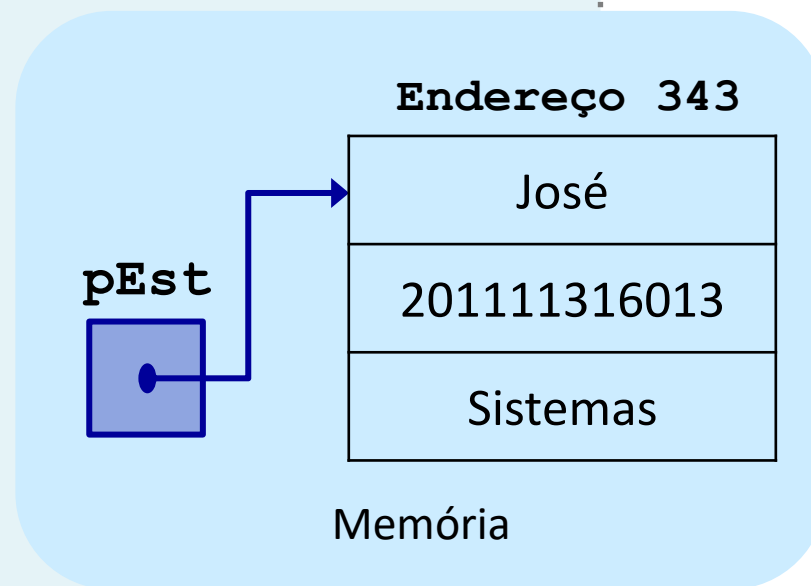 Endereço 343
José
pEst
201111316013
Sistemas
Memória